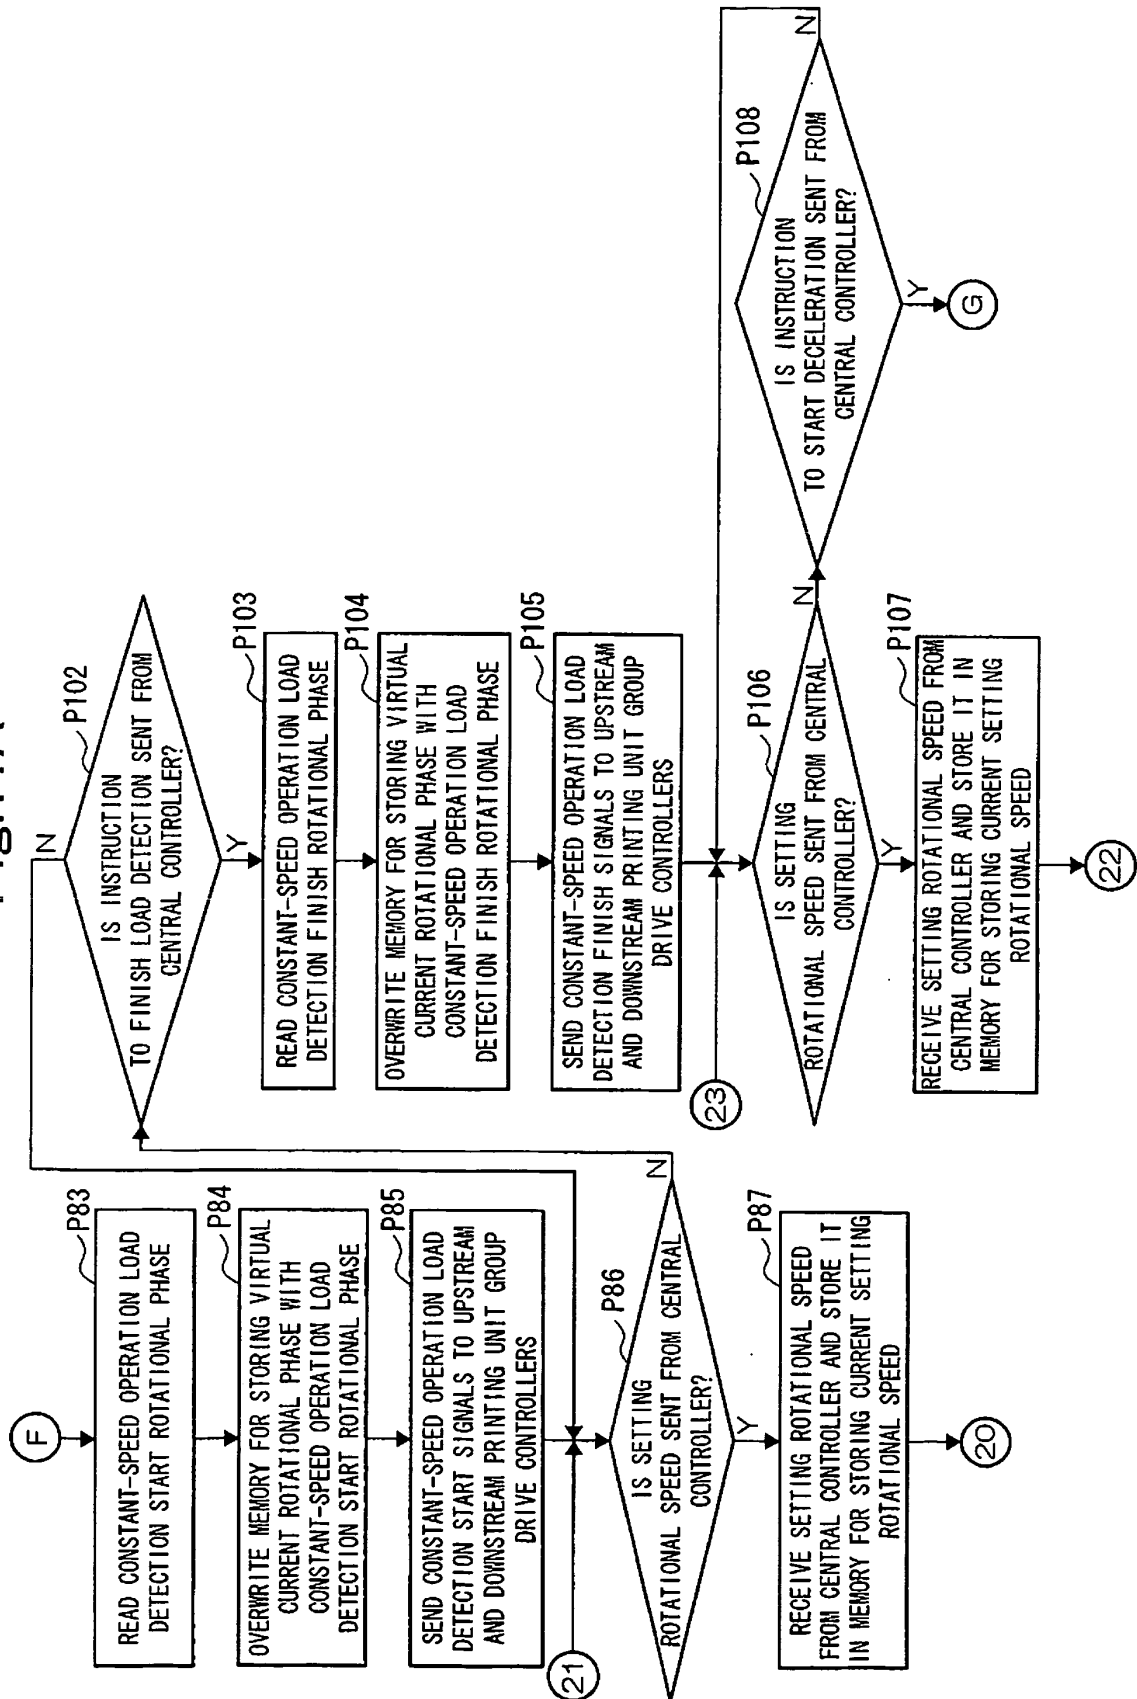 F
P83
READ CONSTANT-SPEED OPERATION LOAD
DETECTION START ROTATIONAL PHASE
P84
OVERWRITE MEMORY FOR STORING VIRTUAL
CURRENT ROTATIONAL PHASE WITH
CONSTANT-SPEED OPERATION LOAD
DETECTION START ROTATIONAL PHASE
P85
SEND CONSTANT-SPEED OPERATION LOAD
DETECTION START SIGNALS TO UPSTREAM
AND DOWNSTREAM PRINTING UNIT GROUP
DRIVE CONTROLLERS
21
P86
IS SETTING
ROTATIONAL SPEED SENT FROM CENTRAL
CONTROLLER?
N
Y
P87
RECEIVE SETTING ROTATIONAL SPEED
FROM CENTRAL CONTROLLER AND STORE IT
IN MEMORY FOR STORING CURRENT SETTING
ROTATIONAL SPEED
20
P102
IS INSTRUCTION
TO FINISH LOAD DETECTION SENT FROM
CENTRAL CONTROLLER?
N
Y
P103
READ CONSTANT-SPEED OPERATION LOAD
DETECTION FINISH ROTATIONAL PHASE
P104
OVERWRITE MEMORY FOR STORING VIRTUAL
CURRENT ROTATIONAL PHASE WITH
CONSTANT-SPEED OPERATION LOAD
DETECTION FINISH ROTATIONAL PHASE
P105
SEND CONSTANT-SPEED OPERATION LOAD
DETECTION FINISH SIGNALS TO UPSTREAM
AND DOWNSTREAM PRINTING UNIT GROUP
DRIVE CONTROLLERS
23
P106
IS SETTING
ROTATIONAL SPEED SENT FROM CENTRAL
CONTROLLER?
N
Y
P107
RECEIVE SETTING ROTATIONAL SPEED FROM
CENTRAL CONTROLLER AND STORE IT IN
MEMORY FOR STORING CURRENT SETTING
ROTATIONAL SPEED
22
P108
IS INSTRUCTION
TO START DECELERATION SENT FROM
CENTRAL CONTROLLER?
N
Y
G